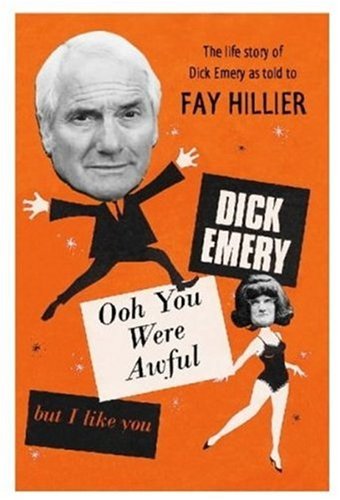 The life story of
Dick Emery as told to
FAY HILLIER
DICK
EMERY
Ooh You
Were
Awful
but I like you